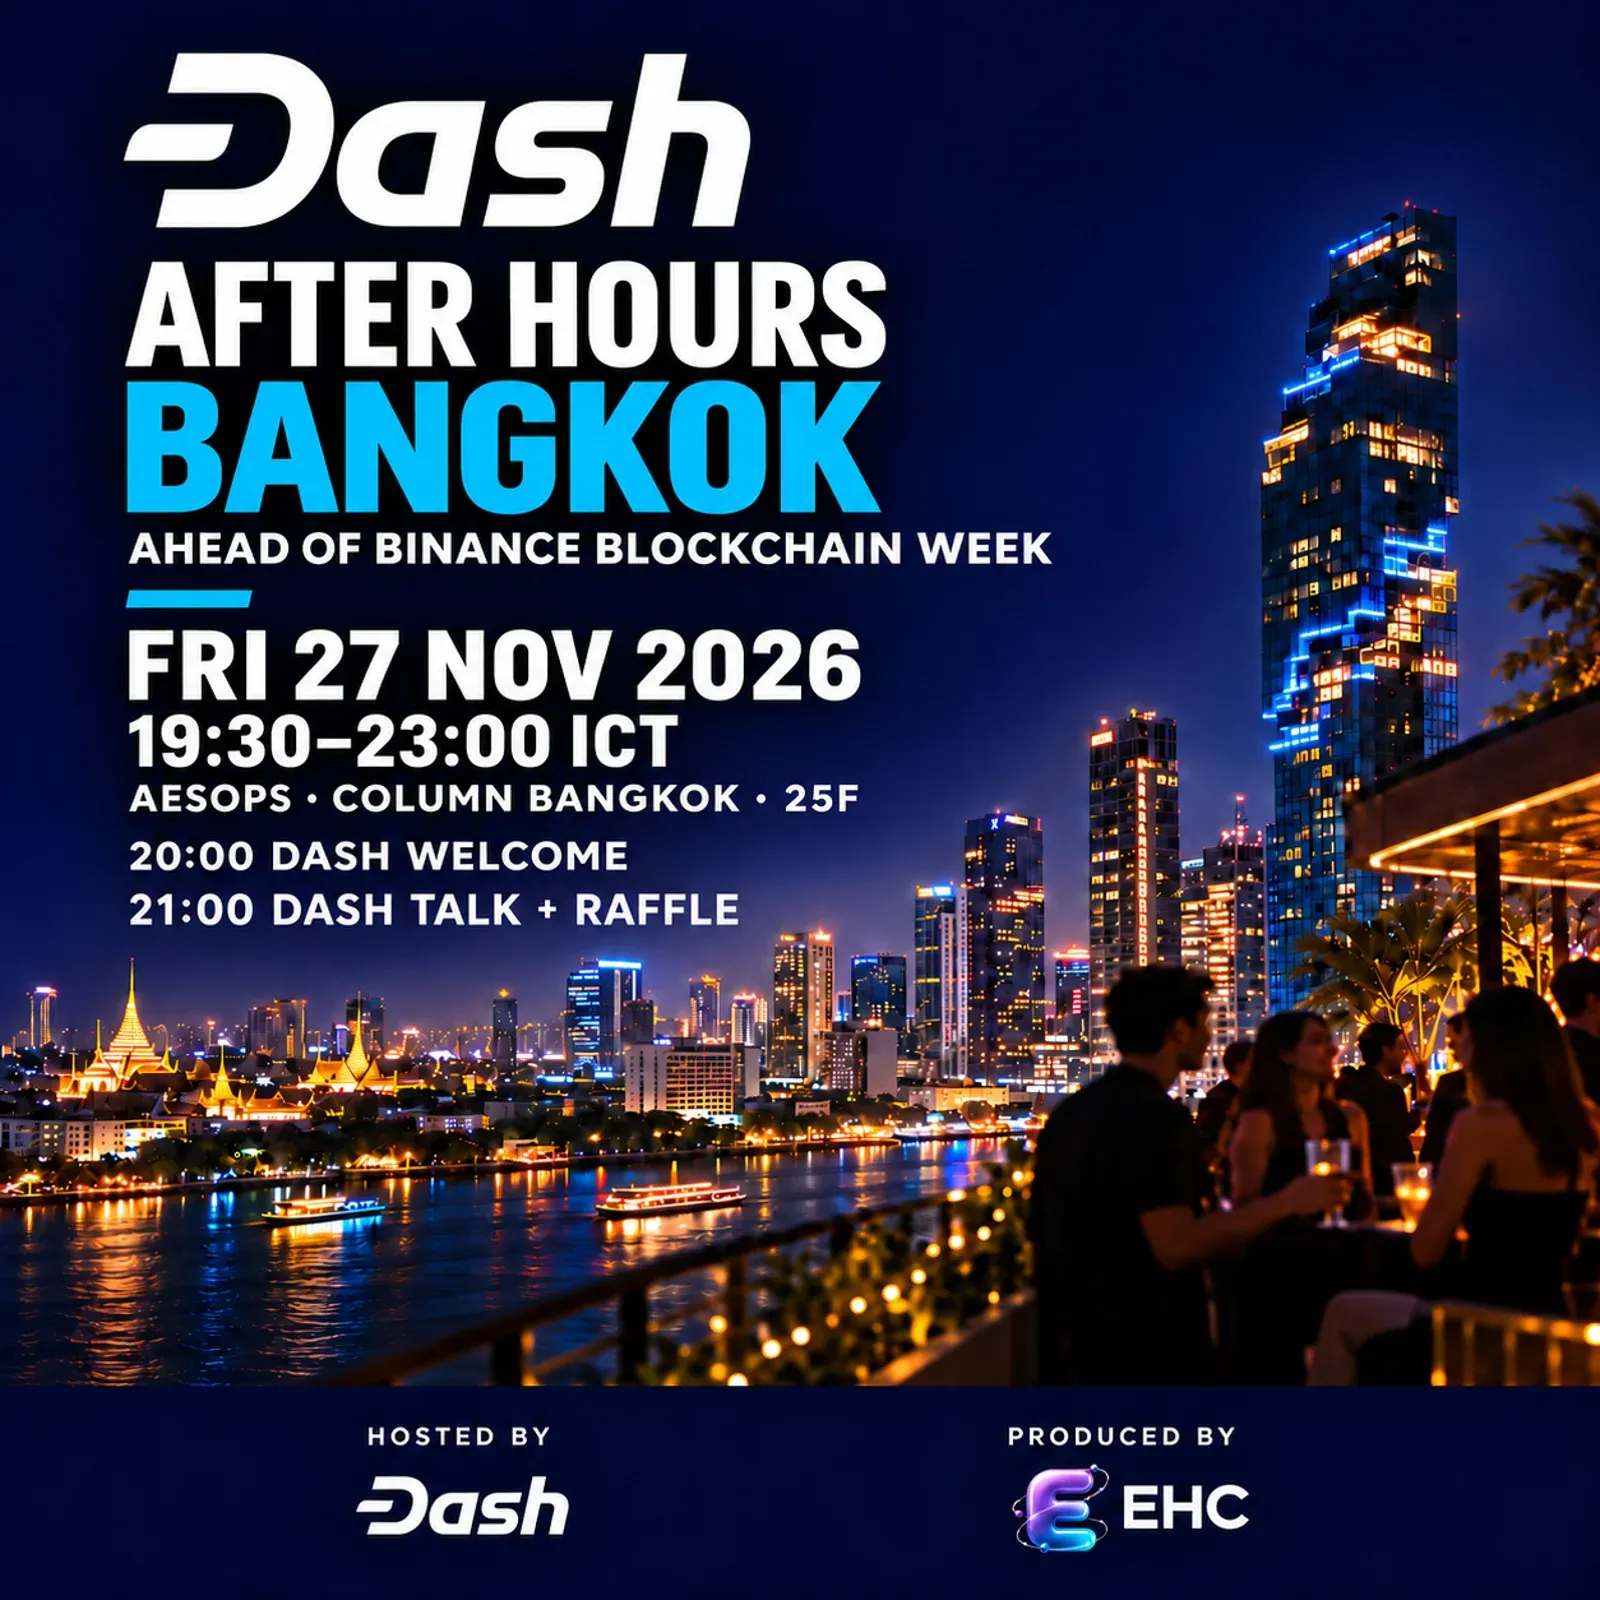 Dash
AFTER HOURS
BANGKOK
AHEAD OF BINANCE BLOCKCHAIN WEEK
FRI 27 NOV 2026
19:30–23:00 ICT
AESOPS • COLUMN BANGKOK • 25F
20:00 DASH WELCOME
21:00 DASH TALK + RAFFLE
HOSTED BY
Dash
PRODUCED BY
E EHC